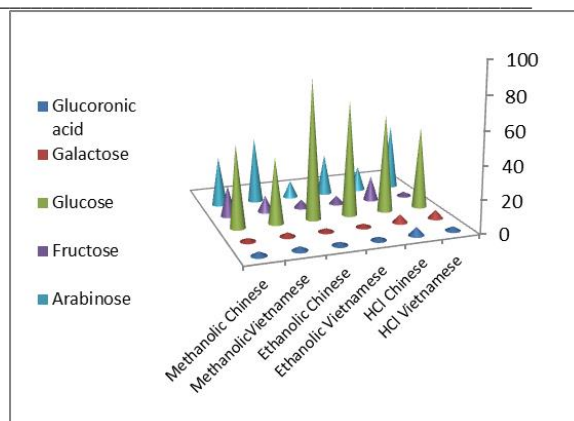 Glucoronic
acid
Galactose
Glucose
Fructose
Arabinose
100
80
60
40
20
0
Methanolic Chinese
MethanolicVietnamese
Ethanolic Chinese
Ethanolic Vietnamese
HCl Chinese
HCl Vietnamese